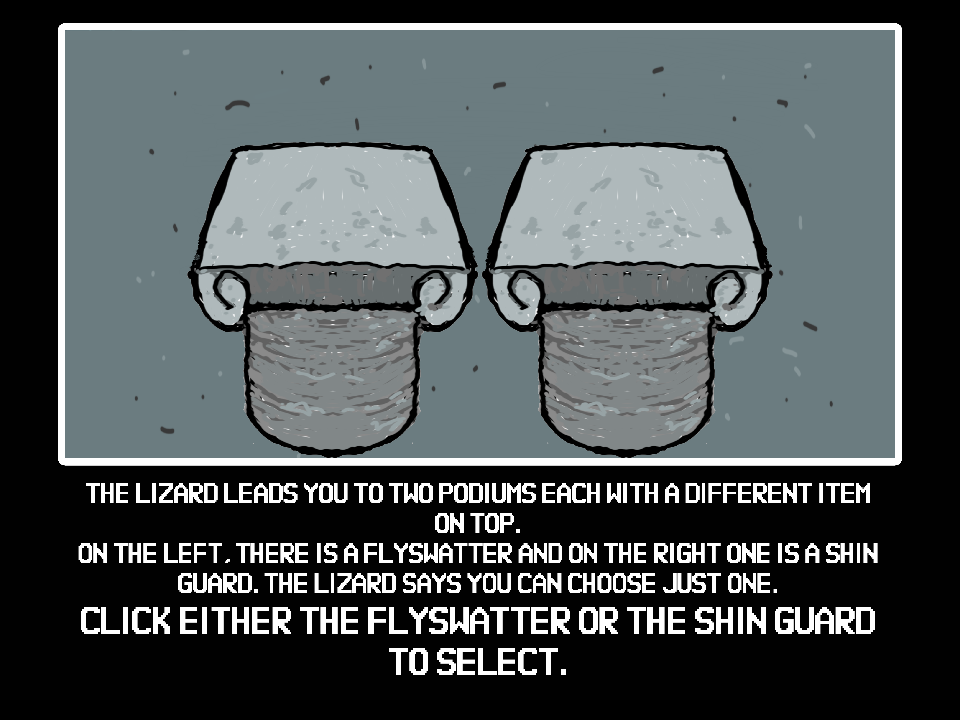 THE LIZARD LEADS YOU TO TWO PODIUMS EACH WITH A DIFFERENT ITEM
ON TOP.
ON THE LEFT, THERE IS A FLYSWATTER AND ON THE RIGHT ONE IS A SHIN
GUARD. THE LIZARD SAYS YOU CAN CHOOSE JUST ONE.
CLICK EITHER THE FLYSWATTER OR THE SHIN GUARD
TO SELECT.